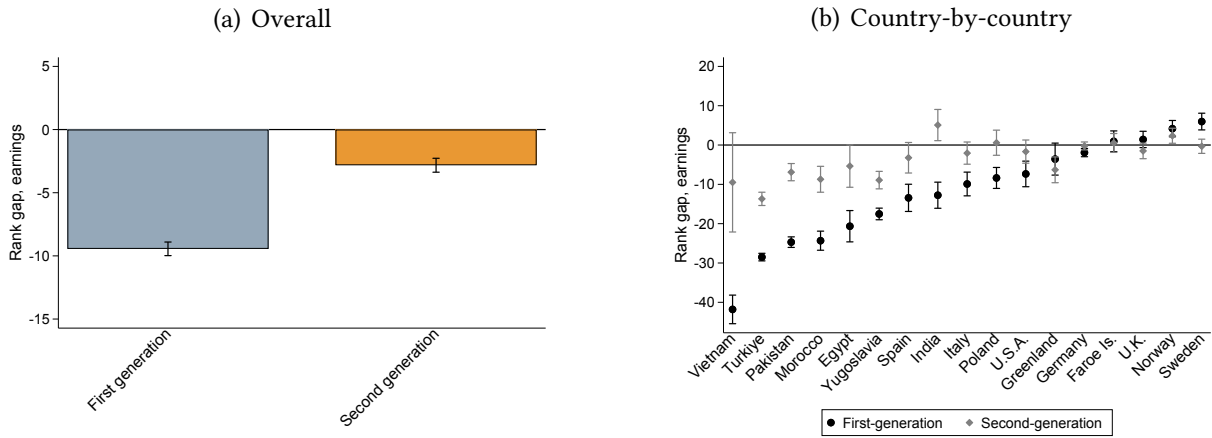 (a) Overall
Rank gap, earnings
5
0
-5
-10
-15
First generation
Second generation
(b) Country-by-country
Rank gap, earnings
20
10
0
-10
-20
-30
-40
Vietnam
Turkiye
Pakistan
Morocco
Egypt
Yugoslavia
Spain
India
Italy
Poland
U.S.A.
Greenland
Germany
Faroe Is.
U.K.
Norway
Sweden
First-generation
Second-generation